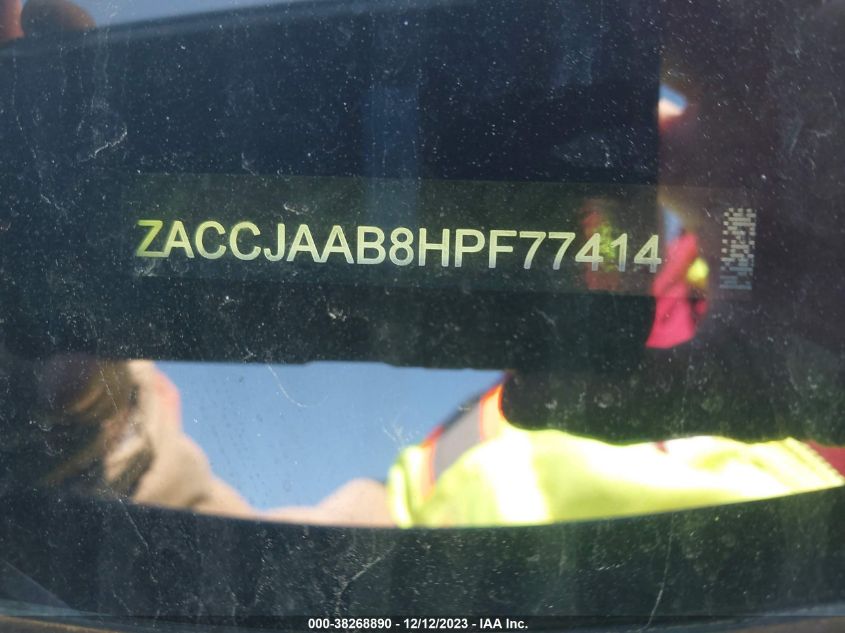 ZACCJAAB8HPF77414
000-38268890 - 12/12/2023 - IAA Inc.